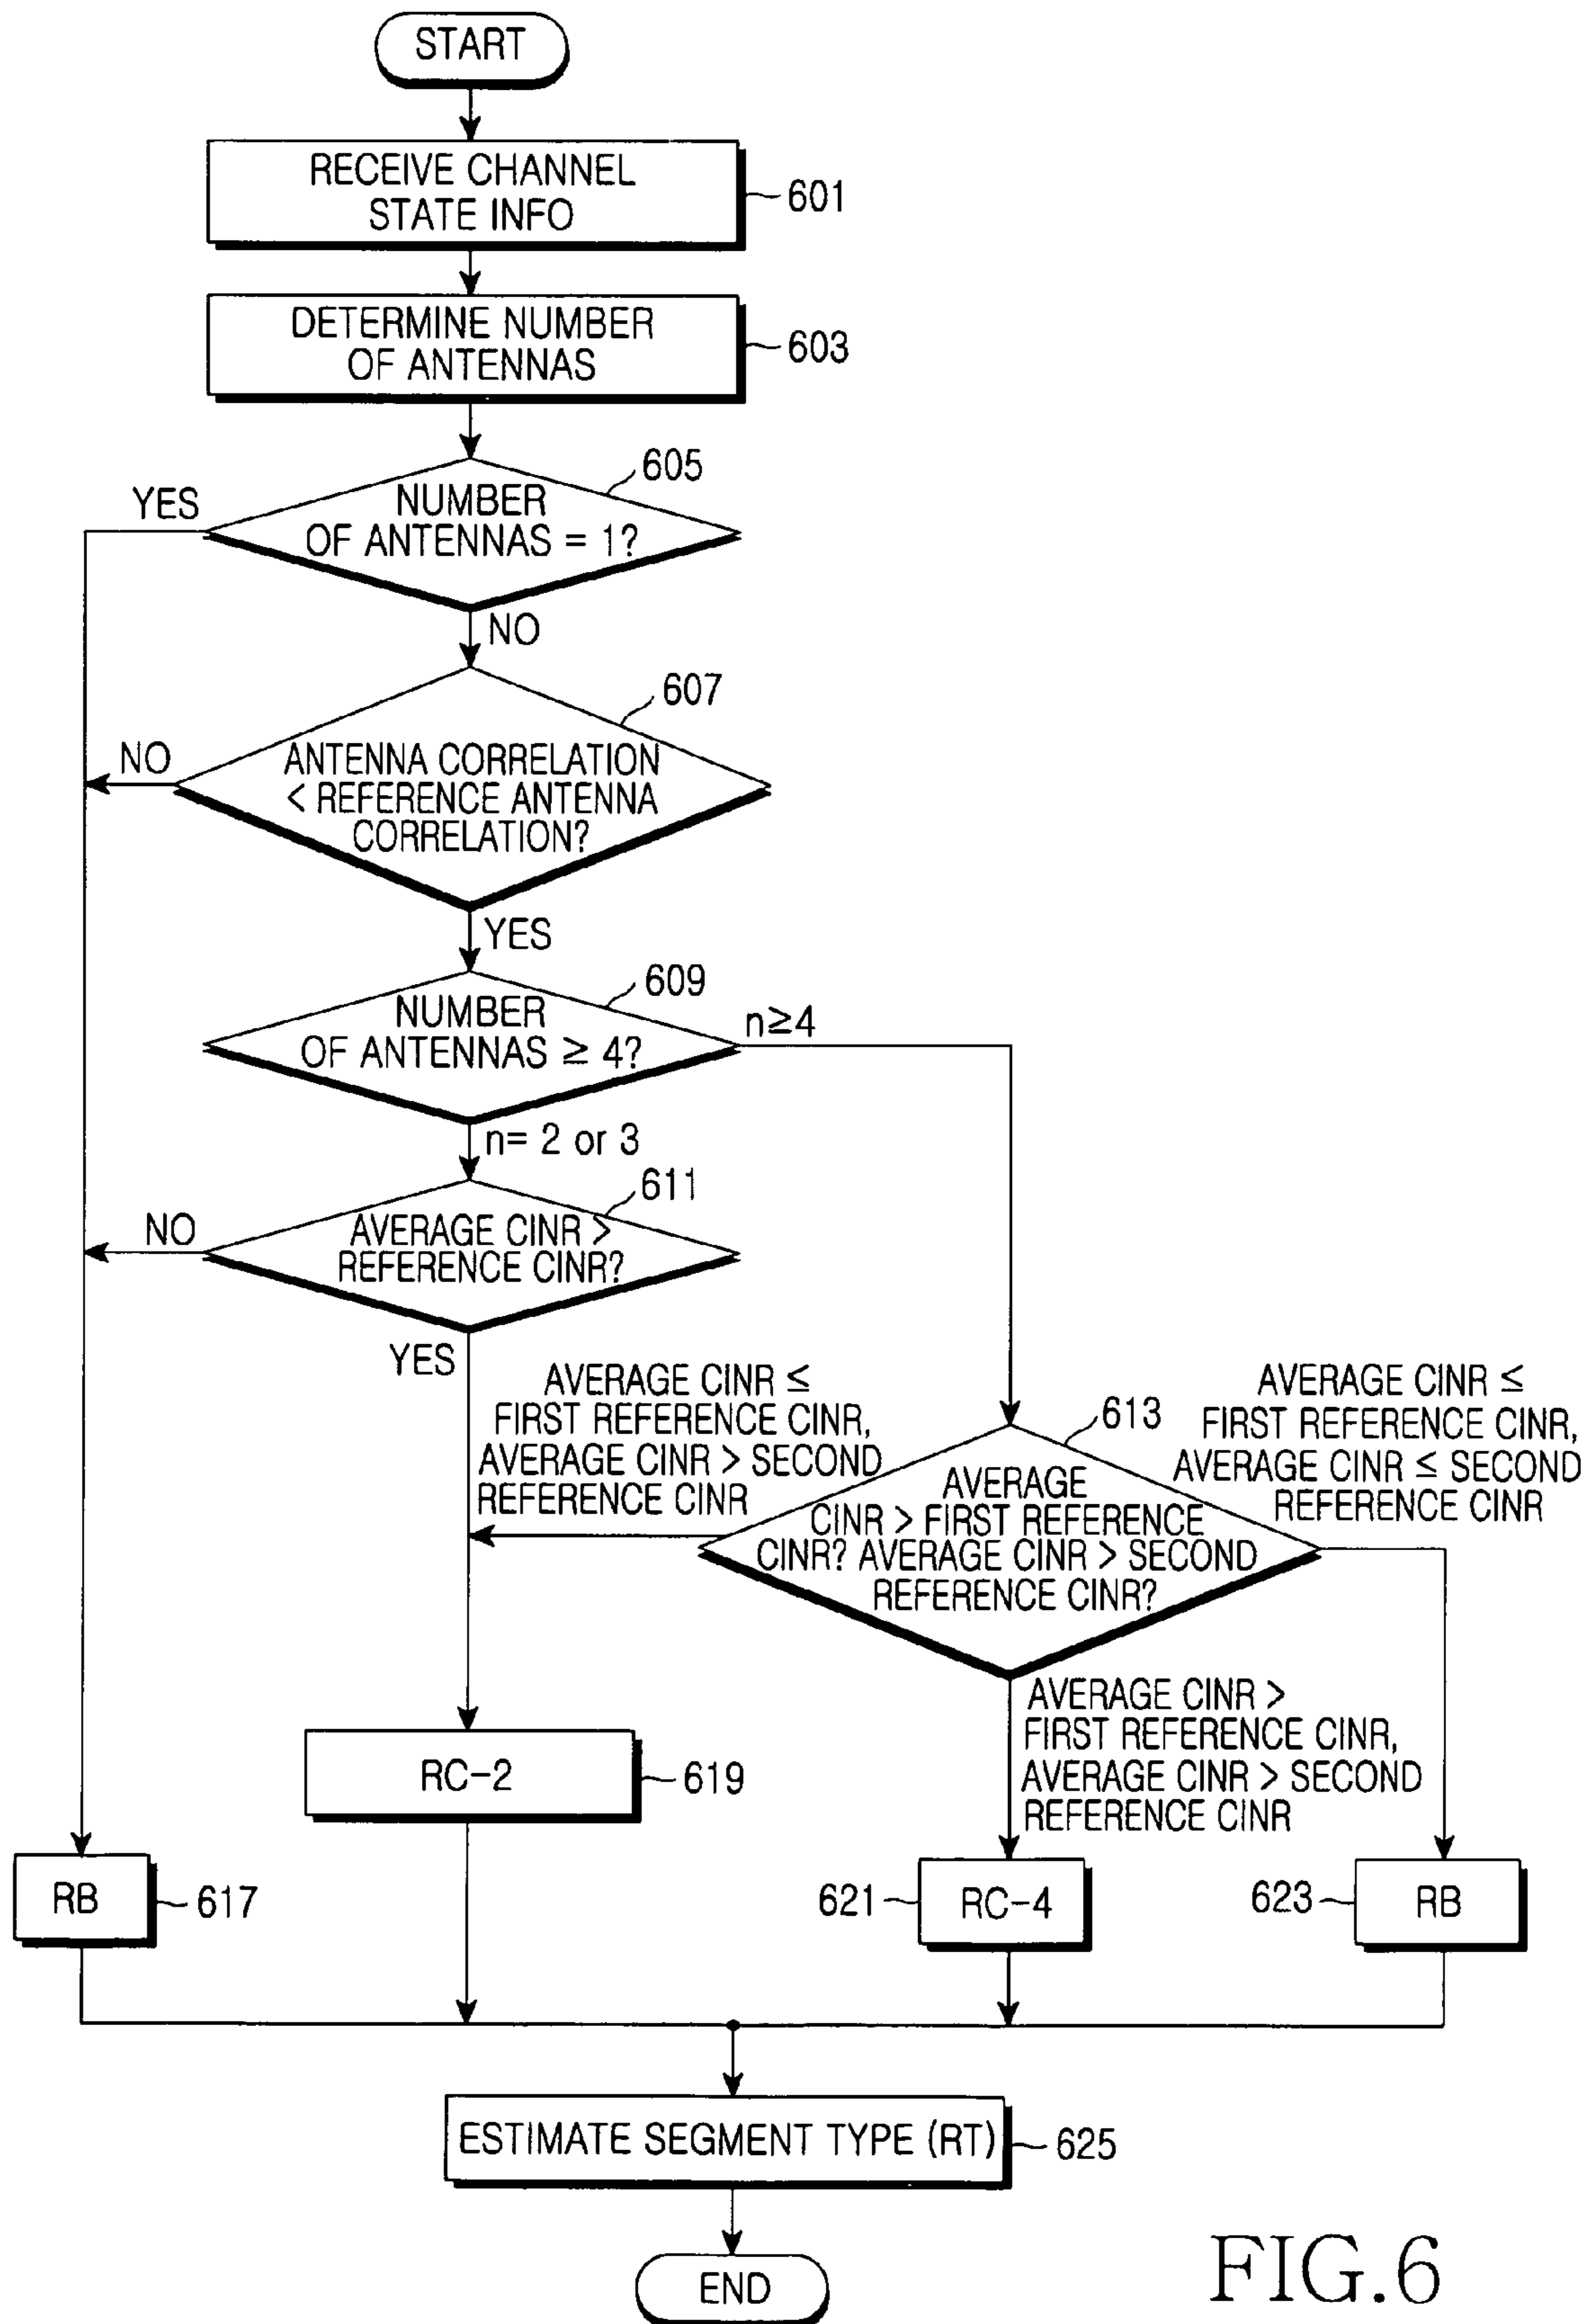 START
RECEIVE CHANNEL
STATE INFO
601
DETERMINE NUMBER
OF ANTENNAS
603
605
YES
NUMBER
OF ANTENNAS = 1?
NO
607
NO
ANTENNA CORRELATION
< REFERENCE ANTENNA
CORRELATION?
YES
609
NUMBER
OF ANTENNAS ≥ 4?
n≥4
n= 2 or 3
611
NO
AVERAGE CINR >
REFERENCE CINR?
YES
AVERAGE CINR ≤
FIRST REFERENCE CINR,
AVERAGE CINR > SECOND
REFERENCE CINR
613
AVERAGE CINR ≤
FIRST REFERENCE CINR,
AVERAGE CINR ≤ SECOND
REFERENCE CINR
AVERAGE
CINR > FIRST REFERENCE
CINR? AVERAGE CINR > SECOND
REFERENCE CINR?
AVERAGE CINR >
FIRST REFERENCE CINR,
AVERAGE CINR > SECOND
REFERENCE CINR
RC-2
619
RB
617
621
RC-4
623
RB
ESTIMATE SEGMENT TYPE (RT)
625
END
FIG.6